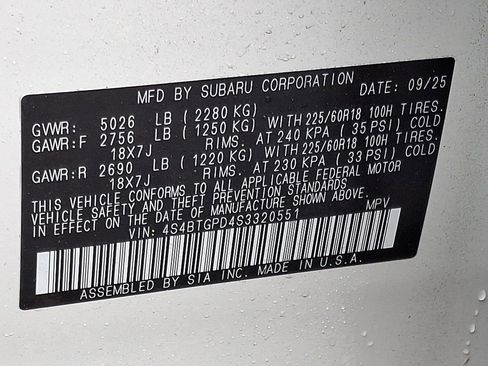 MFD BY SUBARU CORPORATION DATE: 09/25
GVWR: 5026 LB ( 2280 KG)
GAWR:F 2756 LB ( 1250 KG) WITH 225/60R18 100H TIRES.
18X7J RIMS. AT 240 KPA ( 35 PSI) COLD
GAWR:R 2690 LB ( 1220 KG) WITH 225/60R18 100H TIRES.
18X7J RIMS. AT 230 KPA ( 33 PSI) COLD
THIS VEHICLE CONFORMS TO ALL APPLICABLE FEDERAL MOTOR
VEHICLE SAFETY AND THEFT PREVENTION STANDARDS
IN EFFECT ON THE DATE OF MANUFACTURE SHOWN ABOVE.
VIN: 4S4BTGPD4S3320551 MPV
ASSEMBLED BY SIA INC. MADE IN U.S.A.